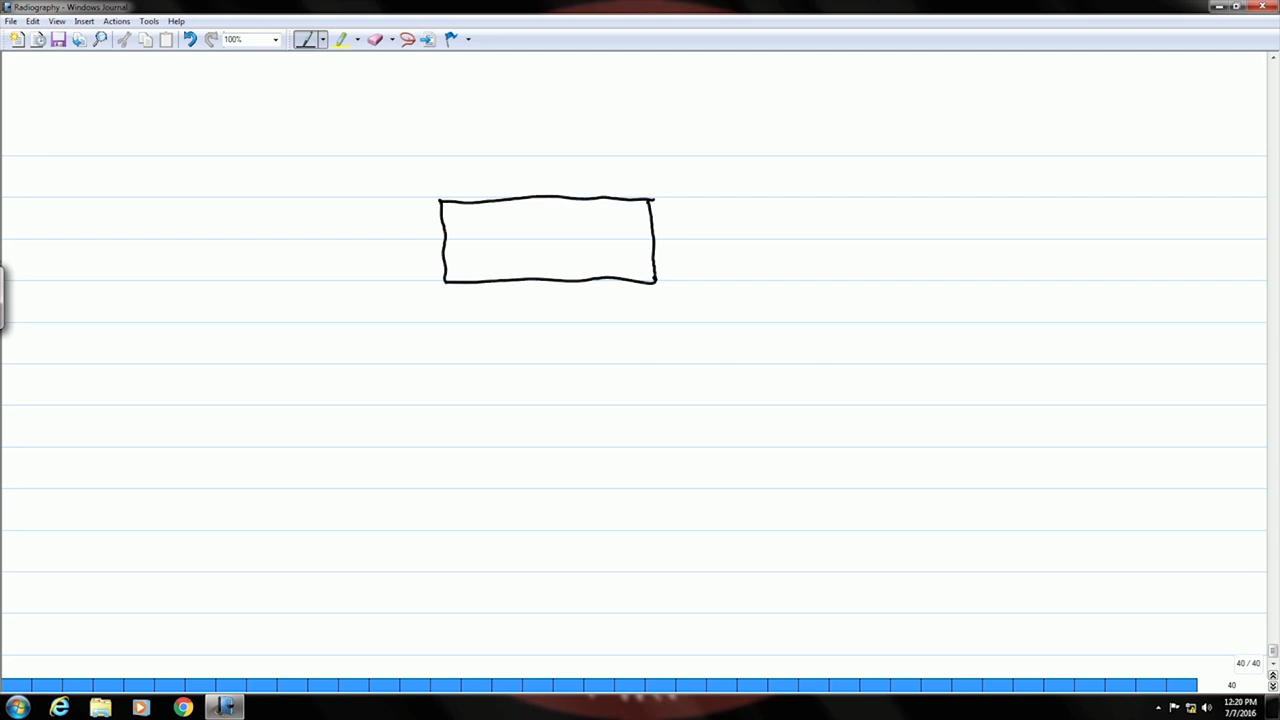 Radiography - Windows Journal
File Edit View Insert Actions Tools Help
100%
40 / 40
40
12:20 PM
7/7/2016